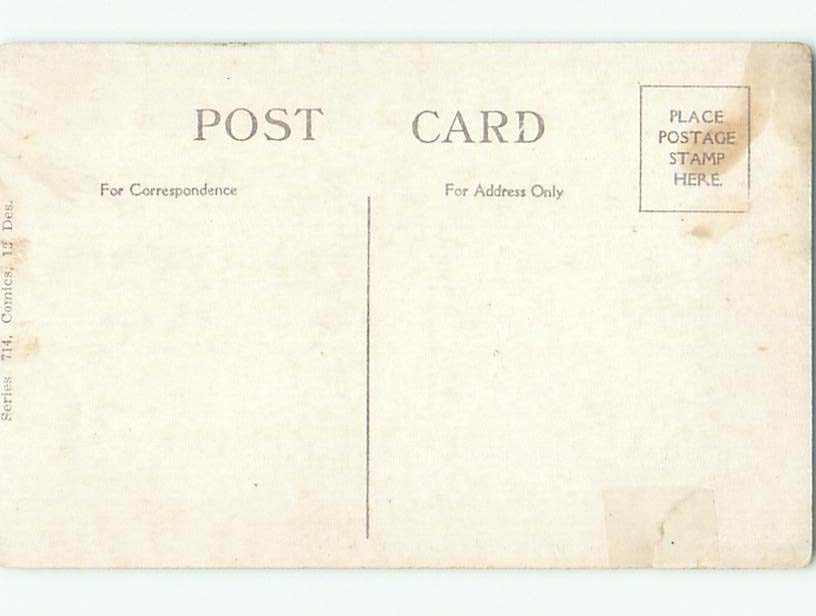 POST CARD
PLACE
POSTAGE
STAMP
HERE.
For Correspondence
For Address Only
Series 714, Comics, 12 Des.